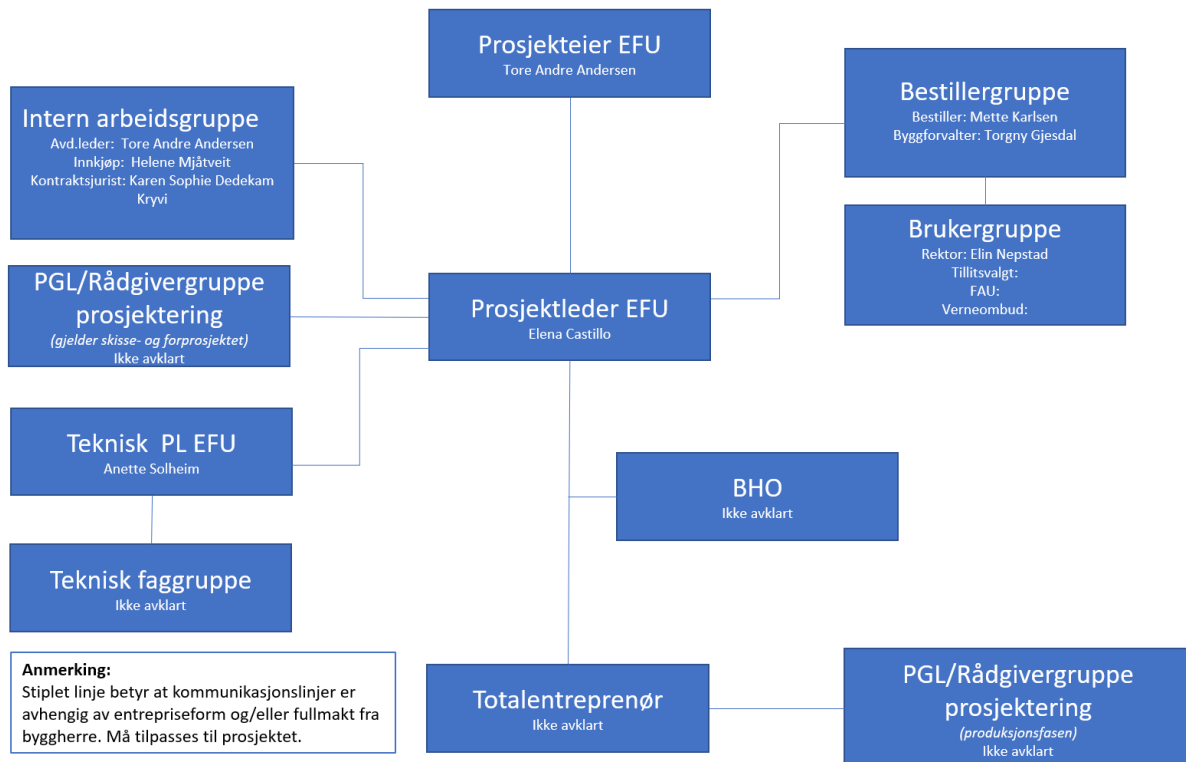 Prosjekteier EFU
Tore Andre Andersen
Intern arbeidsgruppe
Avd.leder: Tore Andre Andersen
Innkjøp: Helene Mjåtveit
Kontraktsjurist: Karen Sophie Dedekam
Kryvi
Bestillergruppe
Bestiller: Mette Karlsen
Byggforvalter: Torgny Gjesdal
Brukergruppe
Rektor: Elin Nepstad
Tillitsvalgt:
FAU:
Verneombud:
PGL/Rådgivergruppe
prosjektering
(gjelder skisse- og forprosjektet)
Ikke avklart
Prosjektleder EFU
Elena Castillo
Teknisk PL EFU
Anette Solheim
BHO
Ikke avklart
Teknisk faggruppe
Ikke avklart
Anmerking:
Stiplet linje betyr at kommunikasjonslinjer er
avhengig av entrepriseform og/eller fullmakt fra
byggherre. Må tilpasses til prosjektet.
Totalentreprenør
Ikke avklart
PGL/Rådgivergruppe
prosjektering
(produksjonsfasen)
Ikke avklart